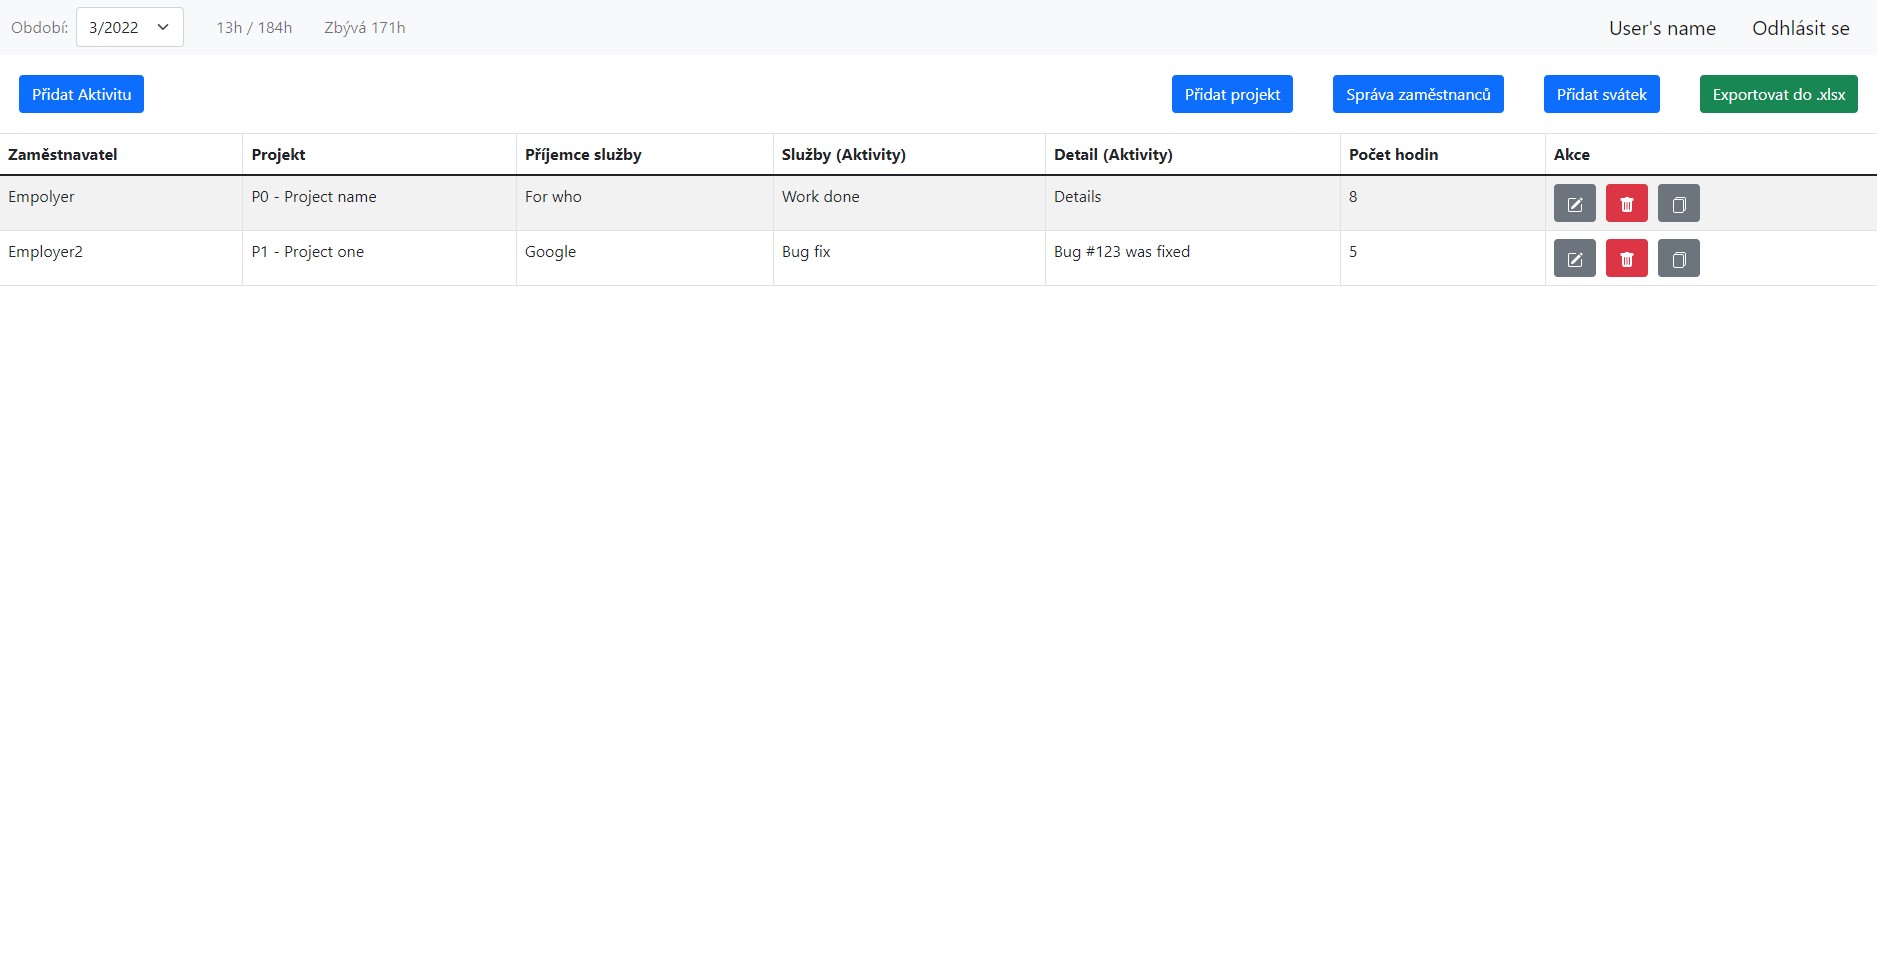 Období: 3/2022 13h / 184h Zbývá 171h User's name Odhlásit se
Přidat Aktivitu Přidat projekt Správa zaměstnanců Přidat svátek Exportovat do .xlsx
Zaměstnavatel Projekt Příjemce služby Služby (Aktivity) Detail (Aktivity) Počet hodin Akce
Empolyer P0 - Project name For who Work done Details 8
Employer2 P1 - Project one Google Bug fix Bug #123 was fixed 5